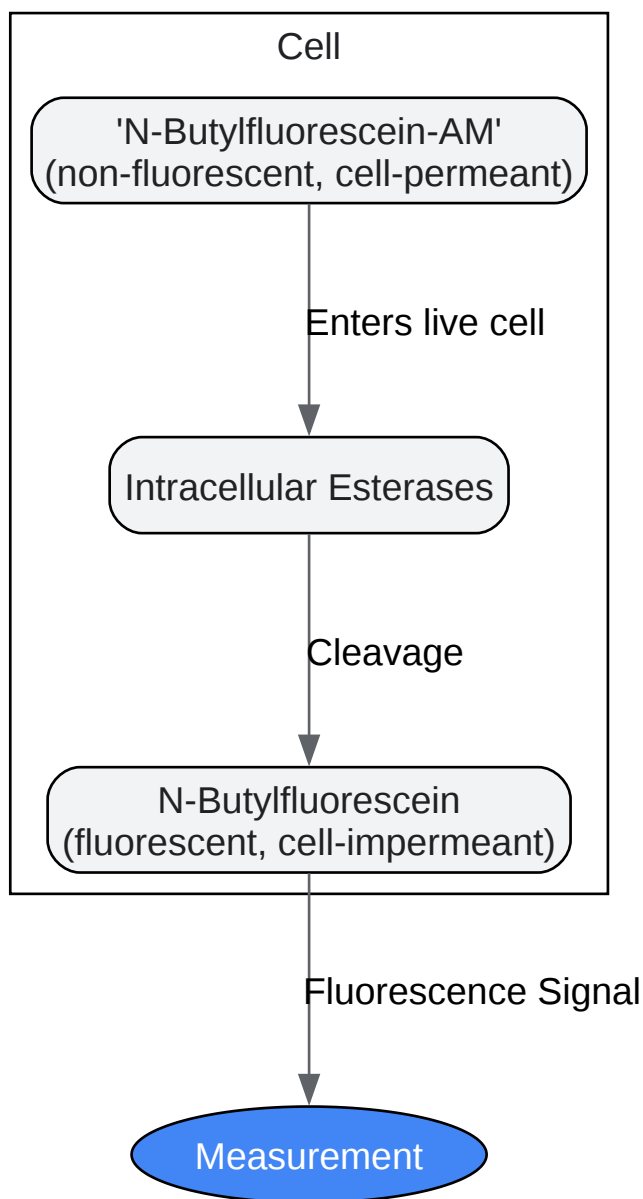 Cell
'N-Butylfluorescein-AM'
(non-fluorescent, cell-permeant)
Enters live cell
Intracellular Esterases
Cleavage
N-Butylfluorescein
(fluorescent, cell-impermeant)
Fluorescence Signal
Measurement